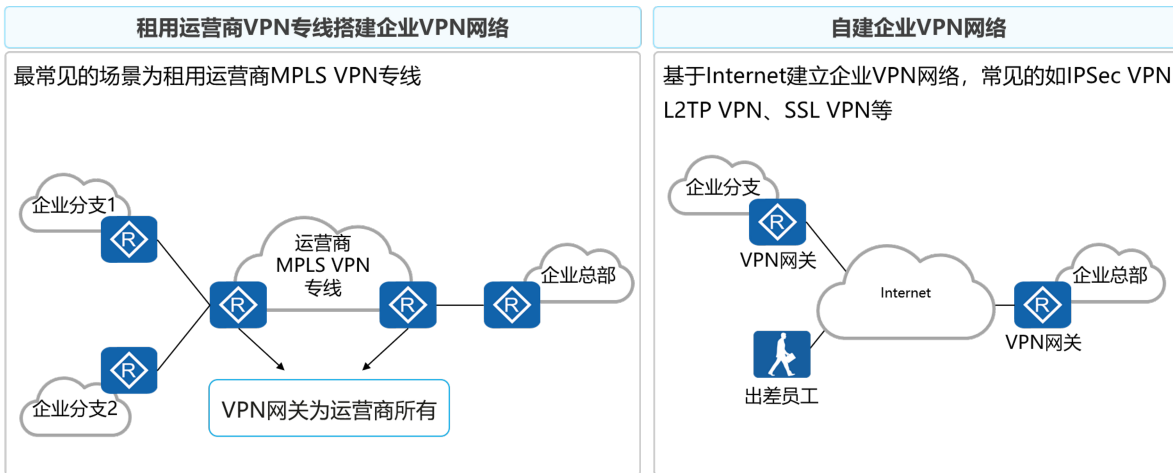 租用运营商VPN专线搭建企业VPN网络
最常见的场景为租用运营商MPLS VPN专线
企业分支1
R
运营商
MPLS VPN
专线
R
R
企业总部
R
R
企业分支2
VPN网关为运营商所有
自建企业VPN网络
基于Internet建立企业VPN网络，常见的如IPSec VPN
L2TP VPN、SSL VPN等
企业分支
R
VPN网关
Internet
企业总部
R
VPN网关
出差员工